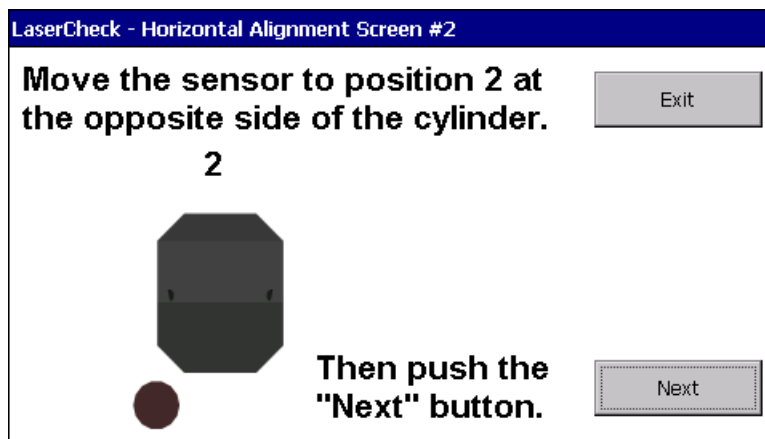 LaserCheck - Horizontal Alignment Screen #2
Move the sensor to position 2 at
the opposite side of the cylinder.
Exit
2
Then push the
"Next" button.
Next